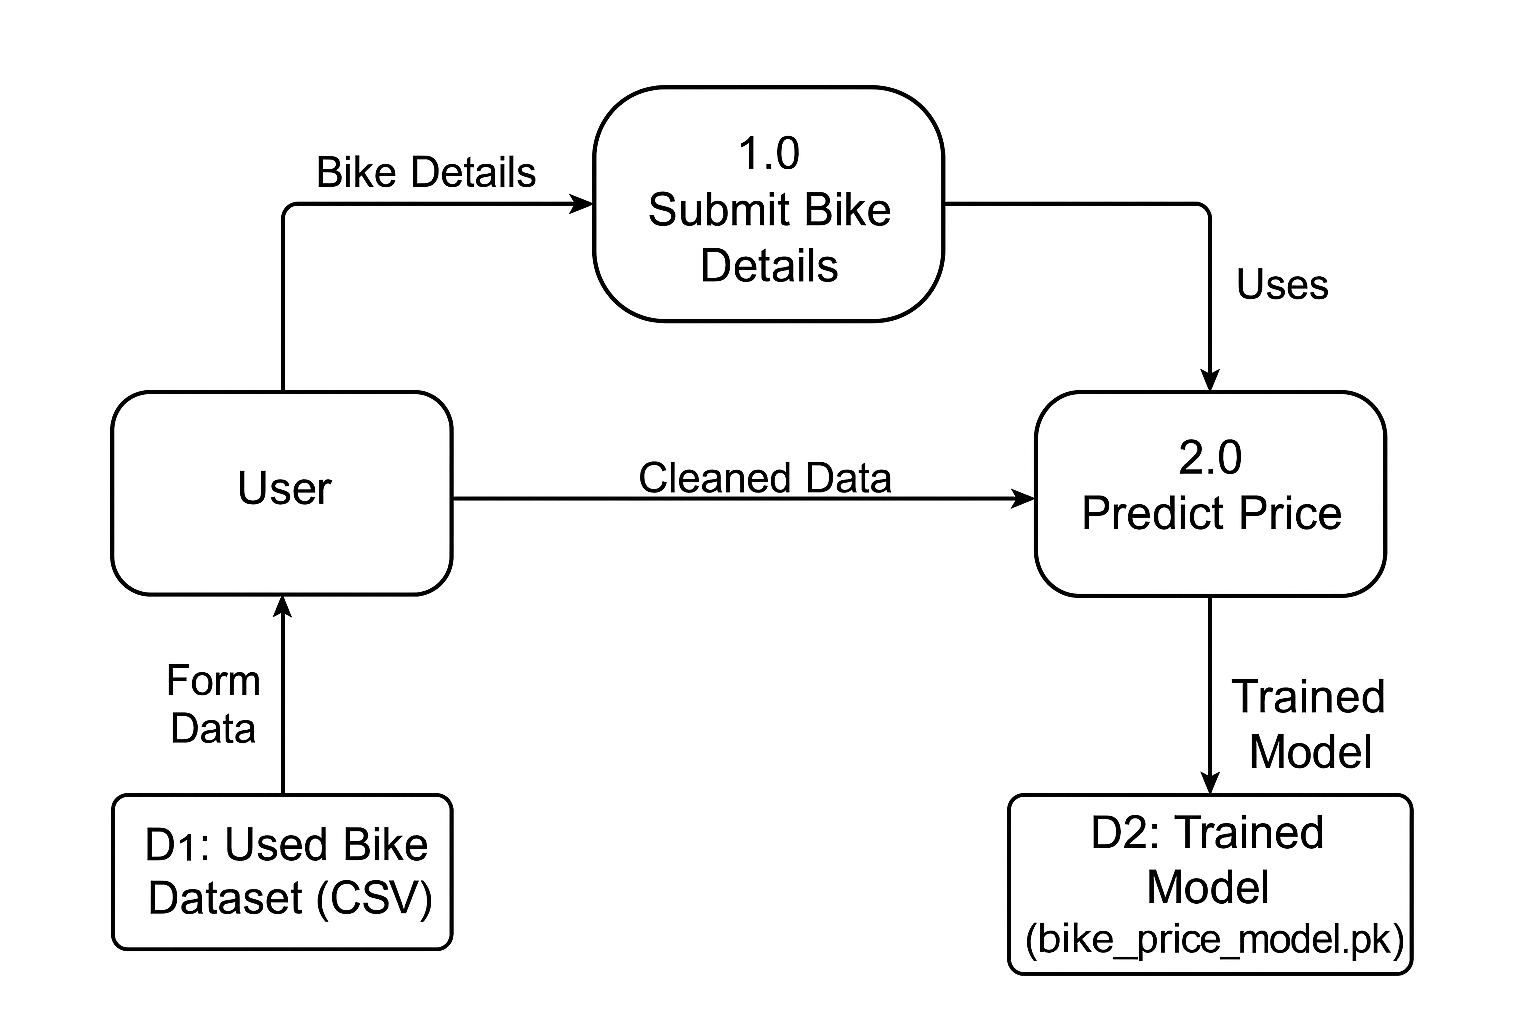 1.0
Submit Bike
Details
Bike Details
Uses
User
Cleaned Data
2.0
Predict Price
Form
Data
Trained
Model
D1: Used Bike
Dataset (CSV)
D2: Trained
Model
(bike_price_model.pk)